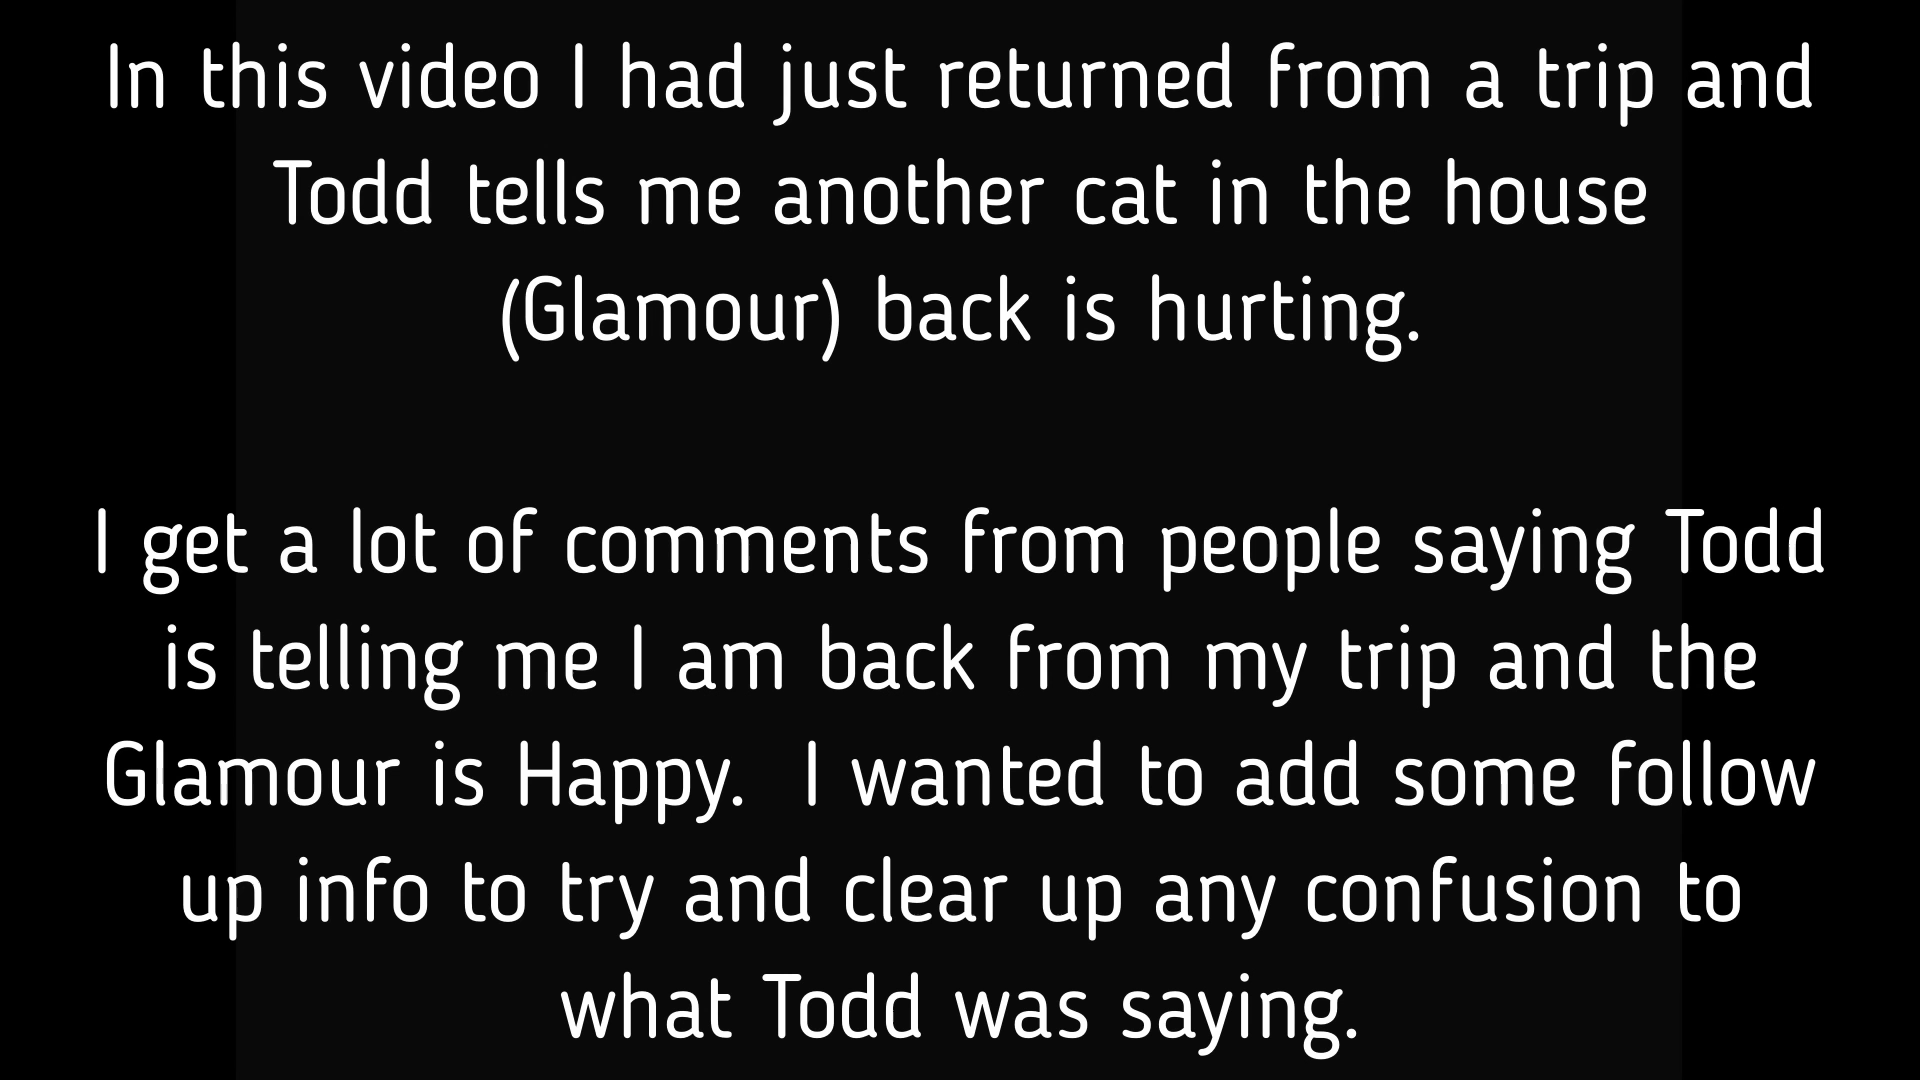 In this video I had just returned from a trip and
Todd tells me another cat in the house
(Glamour) back is hurting.
I get a lot of comments from people saying Todd
is telling me I am back from my trip and the
Glamour is Happy.  I wanted to add some follow
up info to try and clear up any confusion to
what Todd was saying.